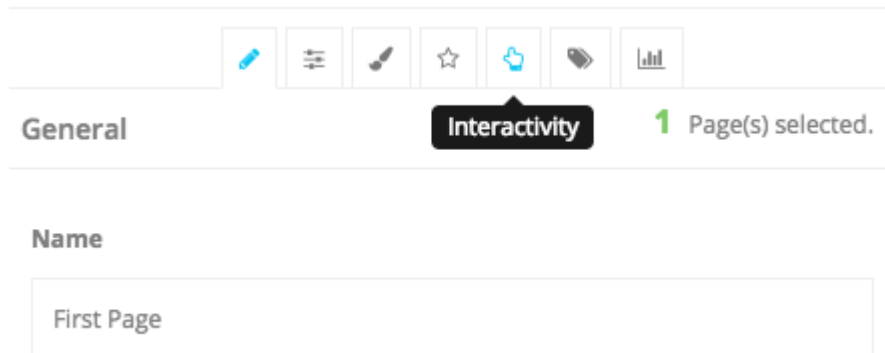 General
Interactivity
1 Page(s) selected.
Name
First Page